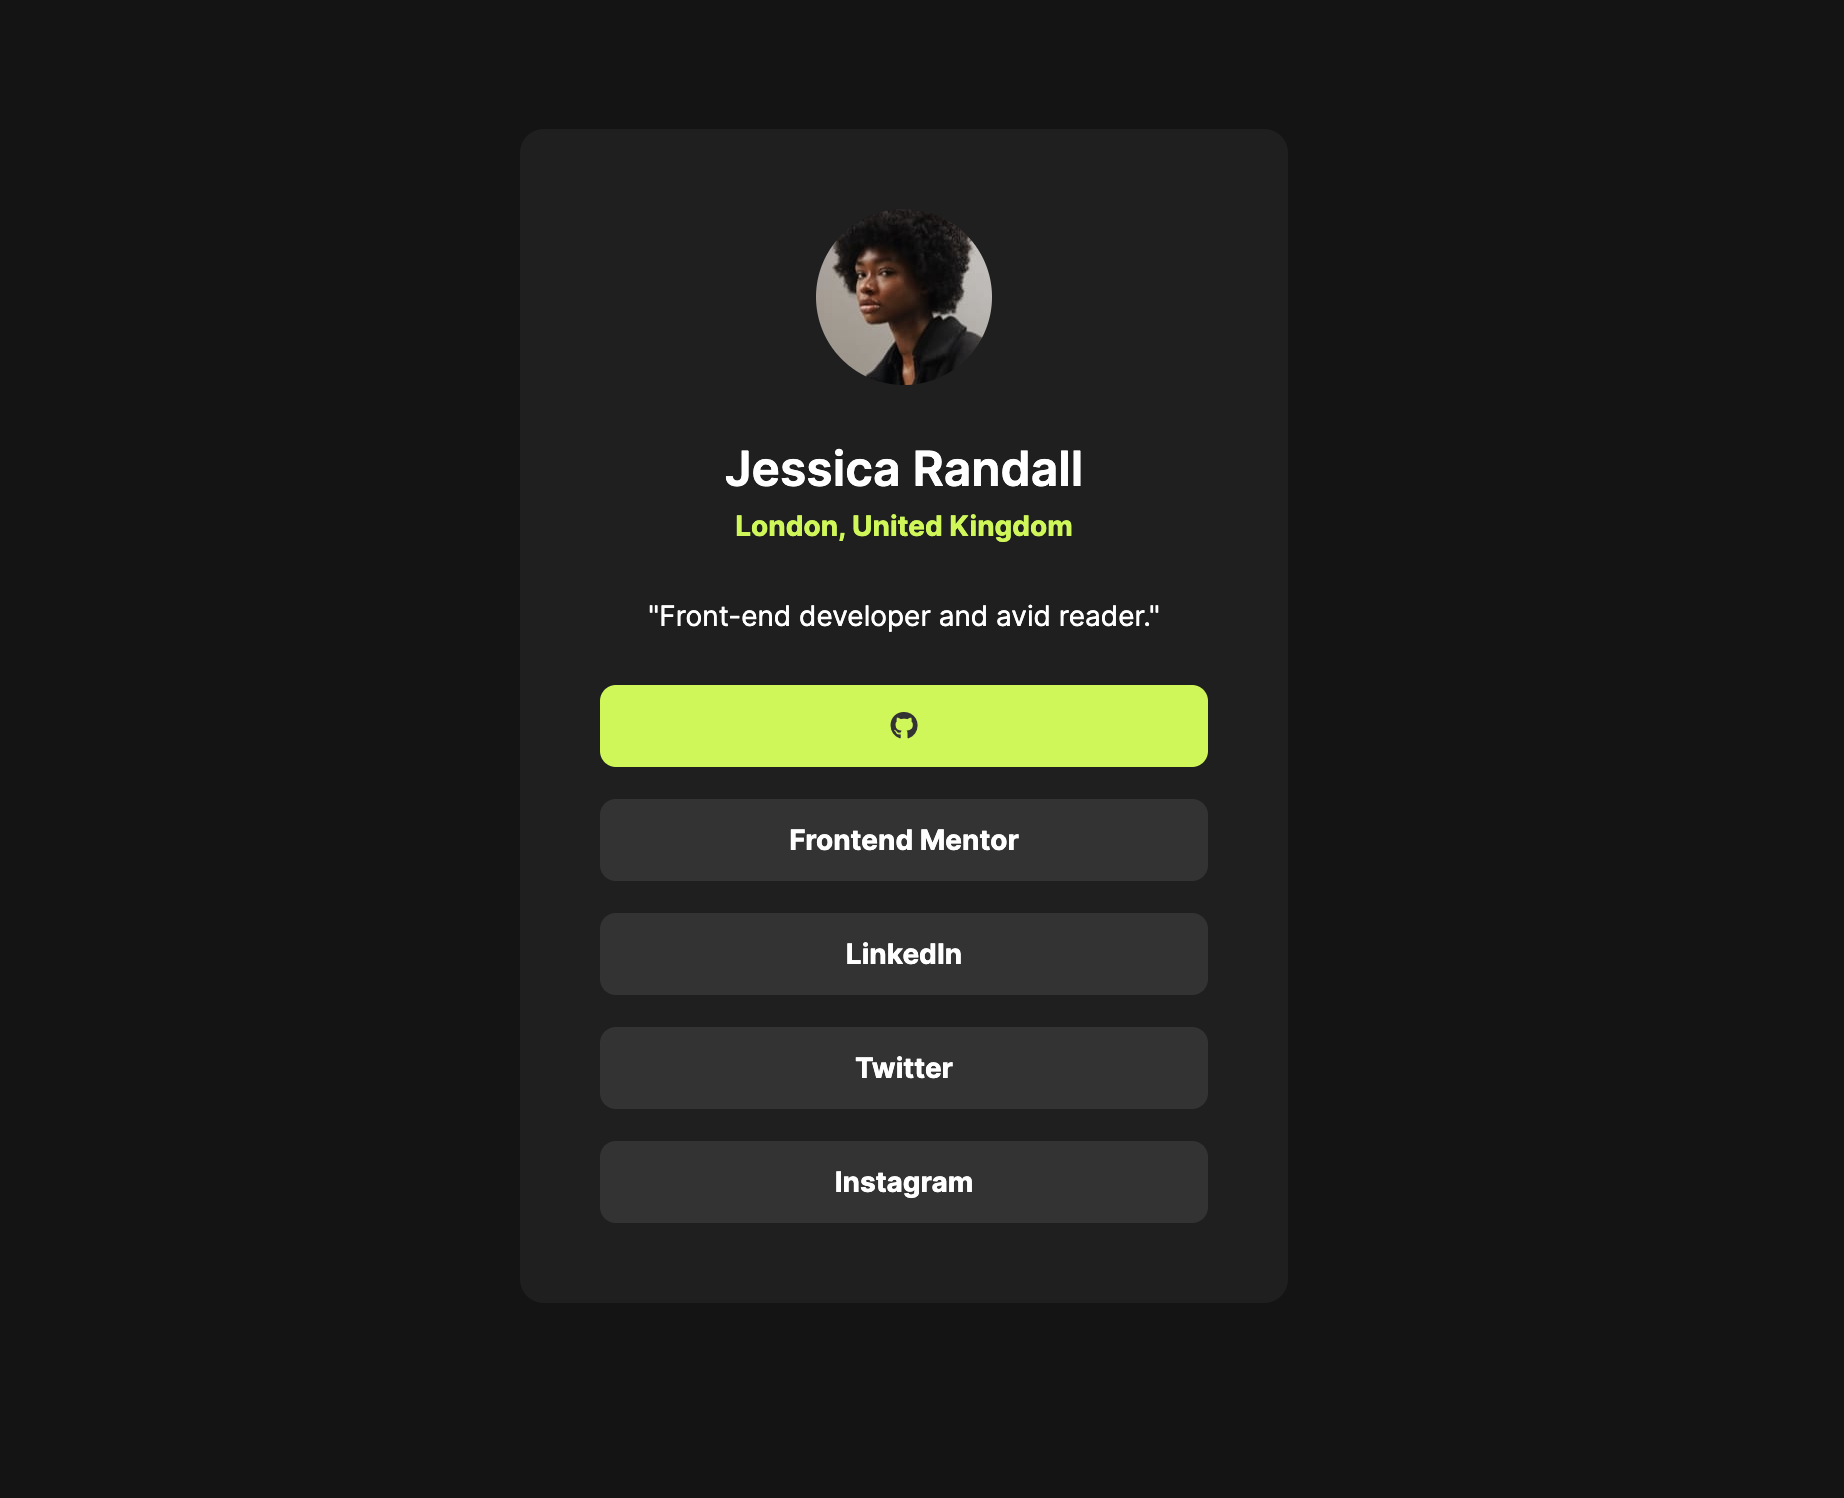 Jessica Randall
London, United Kingdom
"Front-end developer and avid reader."
Frontend Mentor
LinkedIn
Twitter
Instagram